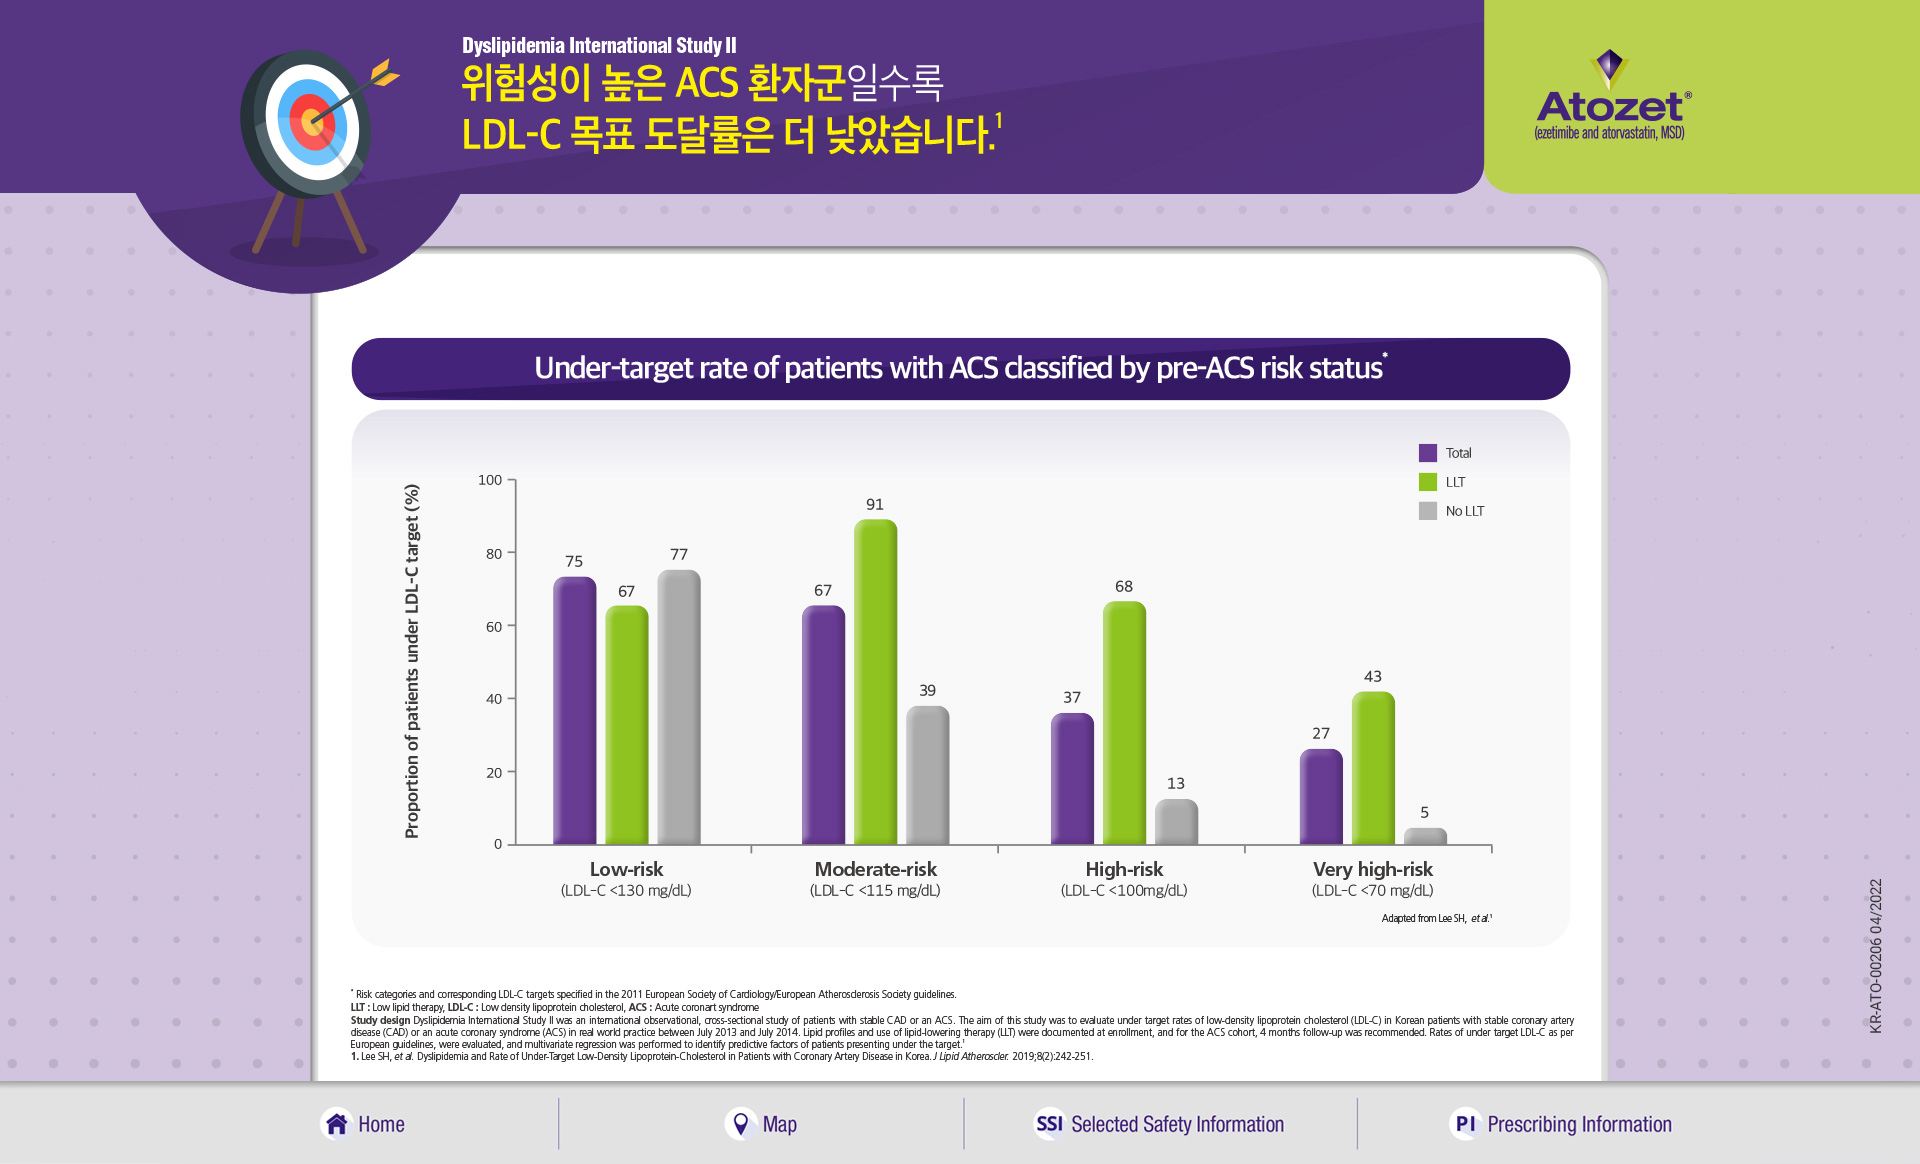 Dyslipidemia International Study II
위험성이 높은 ACS 환자군일수록
LDL-C 목표 도달률은 더 낮았습니다.1
Atozet®
(ezetimibe and atorvastatin, MSD)
Under-target rate of patients with ACS classified by pre-ACS risk status*
Total
LLT
No LLT
Proportion of patients under LDL-C target (%)
100
80
60
40
20
0
75
67
77
67
91
39
37
68
13
27
43
5
Low-risk
(LDL-C <130 mg/dL)
Moderate-risk
(LDL-C <115 mg/dL)
High-risk
(LDL-C <100mg/dL)
Very high-risk
(LDL-C <70 mg/dL)
Adapted from Lee SH, et al.1
* Risk categories and corresponding LDL-C targets specified in the 2011 European Society of Cardiology/European Atherosclerosis Society guidelines.
LLT : Low lipid therapy, LDL-C : Low density lipoprotein cholesterol, ACS : Acute coronart syndrome
Study design Dyslipidemia International Study II was an international observational, cross-sectional study of patients with stable CAD or an ACS. The aim of this study was to evaluate under target rates of low-density lipoprotein cholesterol (LDL-C) in Korean patients with stable coronary artery
disease (CAD) or an acute coronary syndrome (ACS) in real world practice between July 2013 and July 2014. Lipid profiles and use of lipid-lowering therapy (LLT) were documented at enrollment, and for the ACS cohort, 4 months follow-up was recommended. Rates of under target LDL-C as per
European guidelines, were evaluated, and multivariate regression was performed to identify predictive factors of patients presenting under the target.1
1. Lee SH, et al. Dyslipidemia and Rate of Under-Target Low-Density Lipoprotein-Cholesterol in Patients with Coronary Artery Disease in Korea. J Lipid Atheroscler. 2019;8(2):242-251.
KR-ATO-00206 04/2022
Home
Map
SSI Selected Safety Information
PI Prescribing Information